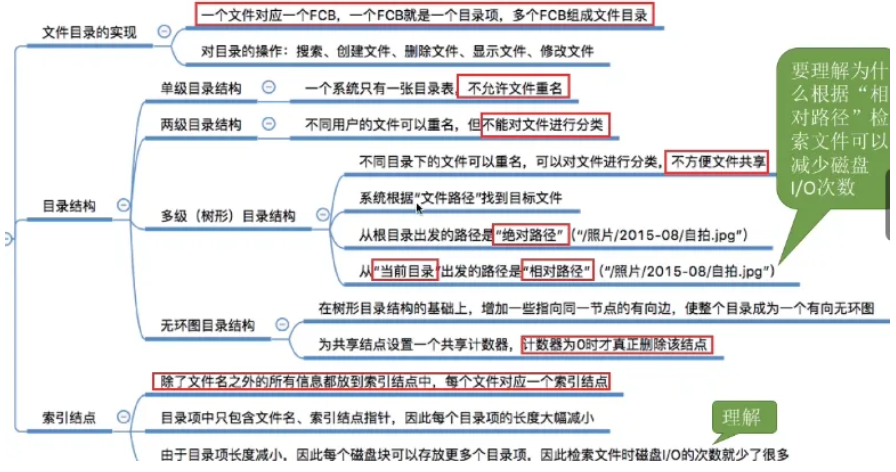 一个文件对应一个FCB，一个FCB就是一个目录项，多个FCB组成文件目录
文件目录的实现
对目录的操作：搜索、创建文件、删除文件、显示文件、修改文件
单级目录结构
一个系统只有一张目录表，不允许文件重名
两级目录结构
不同用户的文件可以重名，但不能对文件进行分类
目录结构
多级（树形）目录结构
不同目录下的文件可以重名，可以对文件进行分类，不方便文件共享
系统根据“文件路径”找到目标文件
从根目录出发的路径是“绝对路径”（“/照片/2015-08/自拍.jpg”）
从“当前目录”出发的路径是“相对路径”（“/照片/2015-08/自拍.jpg”）
要理解为什
么根据“相
对路径”检
索文件可以
减少磁盘
I/O次数
无环图目录结构
在树形目录结构的基础上，增加一些指向同一节点的有向边，使整个目录成为一个有向无环图
为共享结点设置一个共享计数器，计数器为0时才真正删除该结点
索引结点
除了文件名之外的所有信息都放到索引结点中，每个文件对应一个索引结点
目录项中只包含文件名、索引结点指针，因此每个目录项的长度大幅减小
理解
由于目录项长度减小，因此每个磁盘块可以存放更多个目录项，因此检索文件时磁盘I/O的次数就少了很多